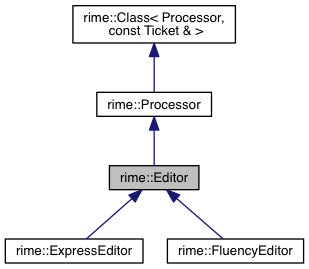 rime::Class< Processor,
const Ticket & >
rime::Processor
rime::Editor
rime::ExpressEditor
rime::FluencyEditor